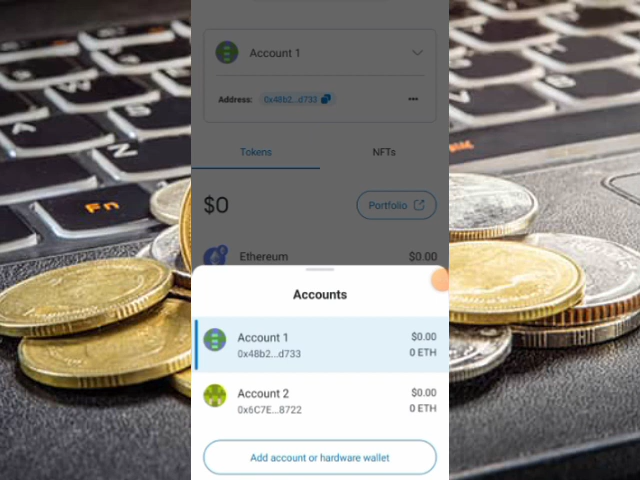 Account 1
Address: 0x48b2...d733
Tokens NFTs
$0 Portfolio
Ethereum $0.00
Accounts
Account 1 $0.00
0x48b2...d733 0 ETH
Account 2 $0.00
0x6C7E...8722 0 ETH
Add account or hardware wallet
Fn
N